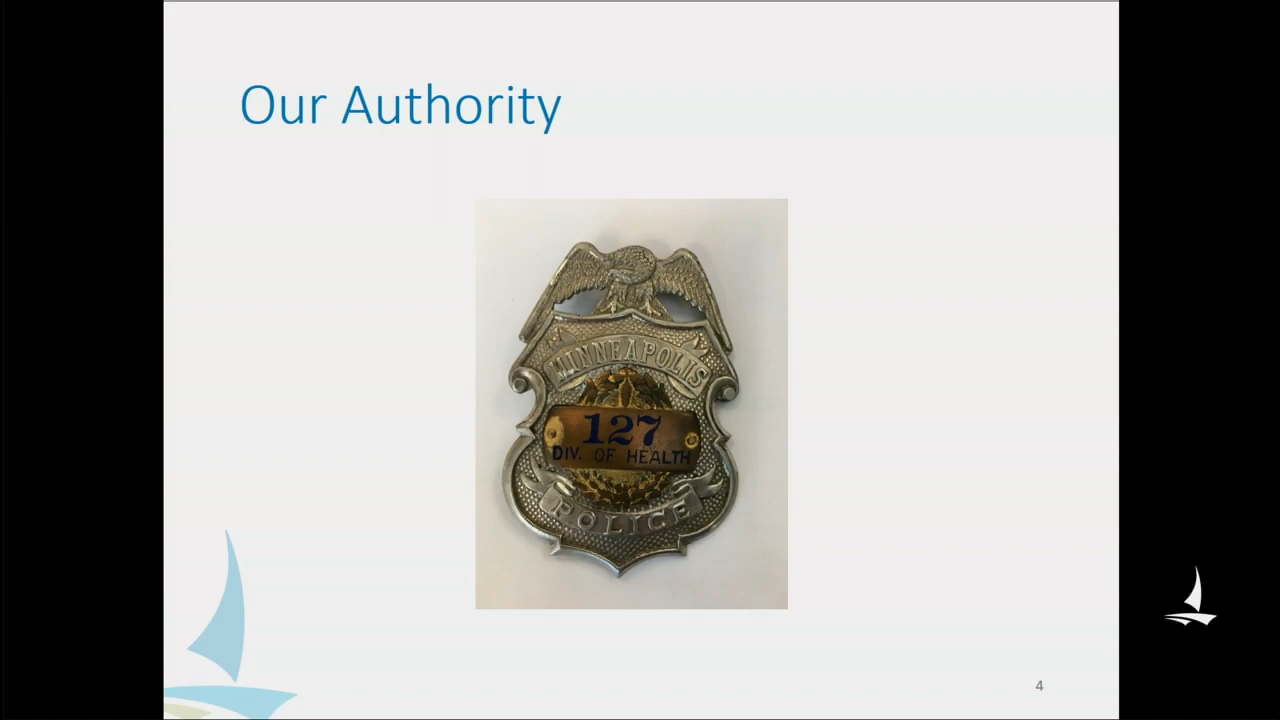 Our Authority
MINNEAPOLIS
127
DIV. OF HEALTH
POLICE
4